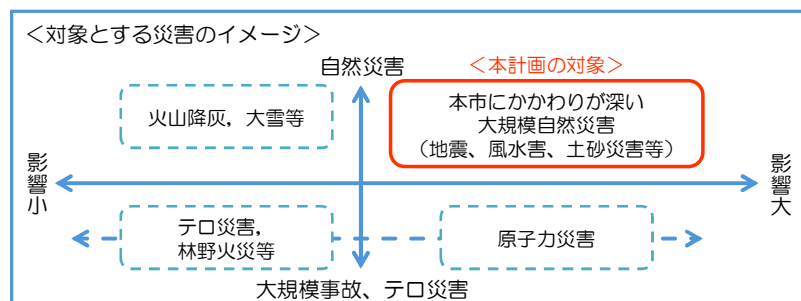 ＜対象とする災害のイメージ＞
自然災害
＜本計画の対象＞
火山降灰，大雪等
本市にかかわりが深い
大規模自然災害
（地震、風水害、土砂災害等）
影響小
影響大
テロ災害，
林野火災等
原子力災害
大規模事故、テロ災害